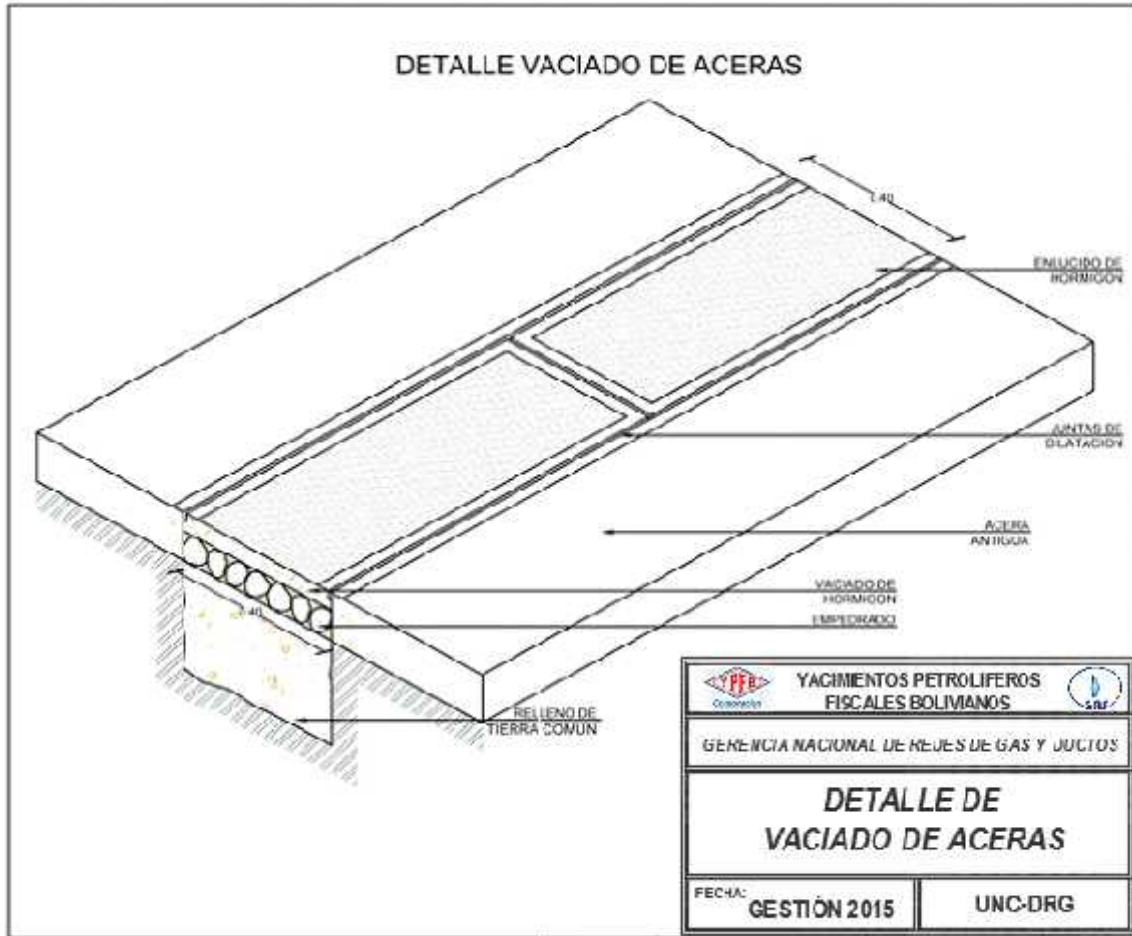 DETALLE VACIADO DE ACERAS
0.40
ENLUCIDO DE
HORMIGON
JUNTAS DE
DILATACION
ACERA
ANTIGUA
VACIADO DE
HORMIGON
EMPEDRADO
0.40
RELLENO DE
TIERRA COMUN
YPFB
Corporación
YACIMIENTOS PETROLIFEROS
FISCALES BOLIVIANOS
GERENCIA NACIONAL DE REDES DE GAS Y DUCTOS
DETALLE DE
VACIADO DE ACERAS
FECHA:
GESTIÓN 2015
UNC-DRG